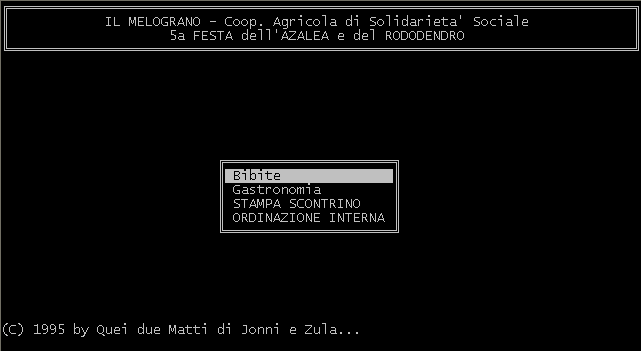 IL MELOGRANO - Coop. Agricola di Solidarieta' Sociale
5a FESTA dell'AZALEA e del RODODENDRO
Bibite
Gastronomia
STAMPA SCONTRINO
ORDINAZIONE INTERNA
(C) 1995 by Quei due Matti di Jonni e Zula...